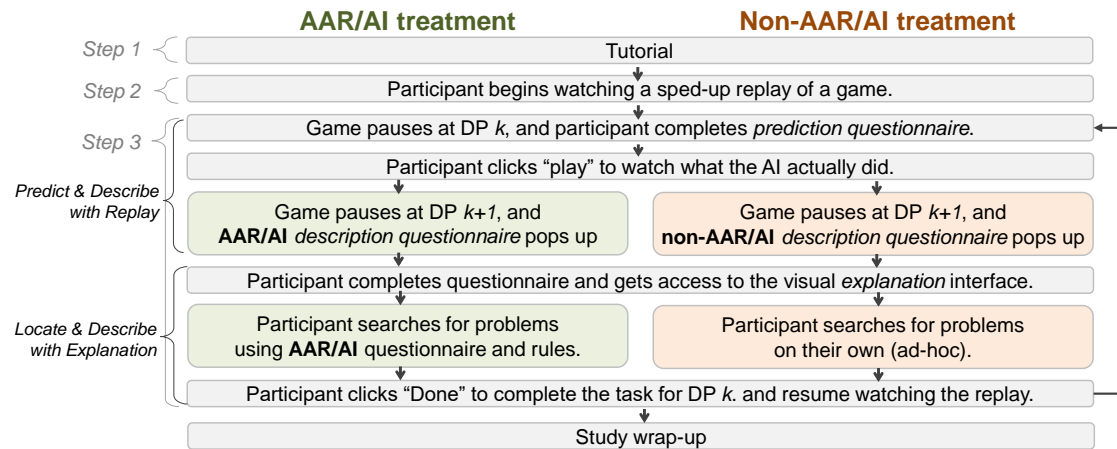 AAR/AI treatment
Non-AAR/AI treatment
Step 1
Tutorial
Step 2
Participant begins watching a sped-up replay of a game.
Step 3
Game pauses at DP k, and participant completes prediction questionnaire.
Participant clicks “play” to watch what the AI actually did.
Predict & Describe
with Replay
Game pauses at DP k+1, and
AAR/AI description questionnaire pops up
Game pauses at DP k+1, and
non-AAR/AI description questionnaire pops up
Participant completes questionnaire and gets access to the visual explanation interface.
Locate & Describe
with Explanation
Participant searches for problems
using AAR/AI questionnaire and rules.
Participant searches for problems
on their own (ad-hoc).
Participant clicks “Done” to complete the task for DP k. and resume watching the replay.
Study wrap-up